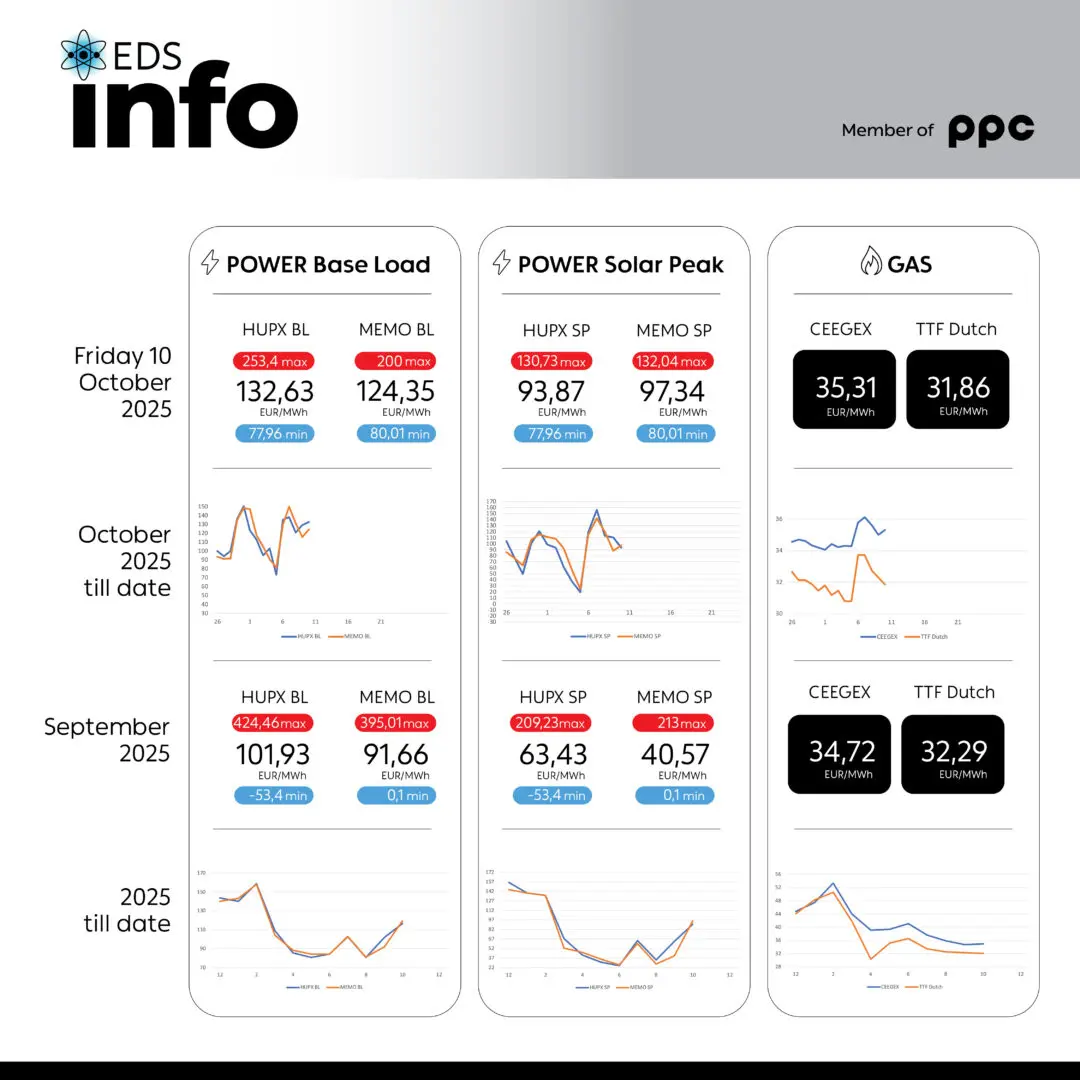 EDS
info
Member of ppc
POWER Base Load
POWER Solar Peak
GAS
Friday 10
October
2025
HUPX BL
MEMO BL
253,4 max
200 max
132,63
124,35
EUR/MWh
EUR/MWh
77,96 min
80,01 min
HUPX SP
MEMO SP
130,73 max
132,04 max
93,87
97,34
EUR/MWh
EUR/MWh
77,96 min
80,01 min
CEEGEX
TTF Dutch
35,31
31,86
EUR/MWh
EUR/MWh
October
2025
till date
150
140
130
120
110
100
90
80
70
60
50
40
30
26 1 6 11 16 21
HUPX BL MEMO BL
170
160
150
140
130
120
110
100
90
80
70
60
50
40
30
20
10
0
-10
-20
-30
26 1 6 11 16 21
HUPX SP MEMO SP
36
34
32
30
26 1 6 11 16 21
CEEGEX TTF Dutch
September
2025
HUPX BL
MEMO BL
424,46max
395,01max
101,93
91,66
EUR/MWh
EUR/MWh
-53,4 min
0,1 min
HUPX SP
MEMO SP
209,23max
213 max
63,43
40,57
EUR/MWh
EUR/MWh
-53,4 min
0,1 min
CEEGEX
TTF Dutch
34,72
32,29
EUR/MWh
EUR/MWh
2025
till date
170
150
130
110
90
70
12 2 4 6 8 10 12
HUPX BL MEMO BL
172
157
142
127
112
97
82
67
52
37
22
12 2 4 6 8 10 12
HUPX SP MEMO SP
56
52
48
44
40
36
32
28
12 2 4 6 8 10 12
CEEGEX TTF Dutch